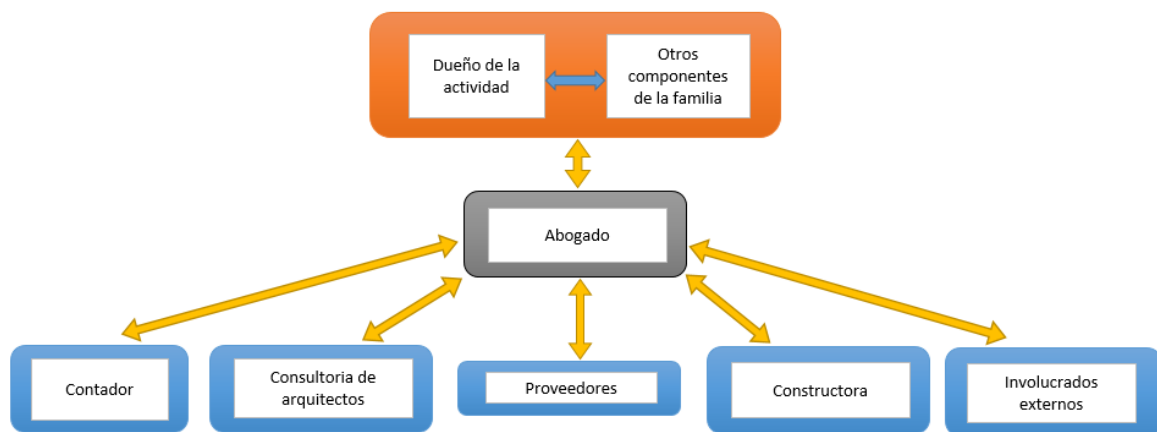 Dueño de la
actividad
Otros
componentes
de la familia
Abogado
Contador
Consultoria de
arquitectos
Proveedores
Constructora
Involucrados
externos